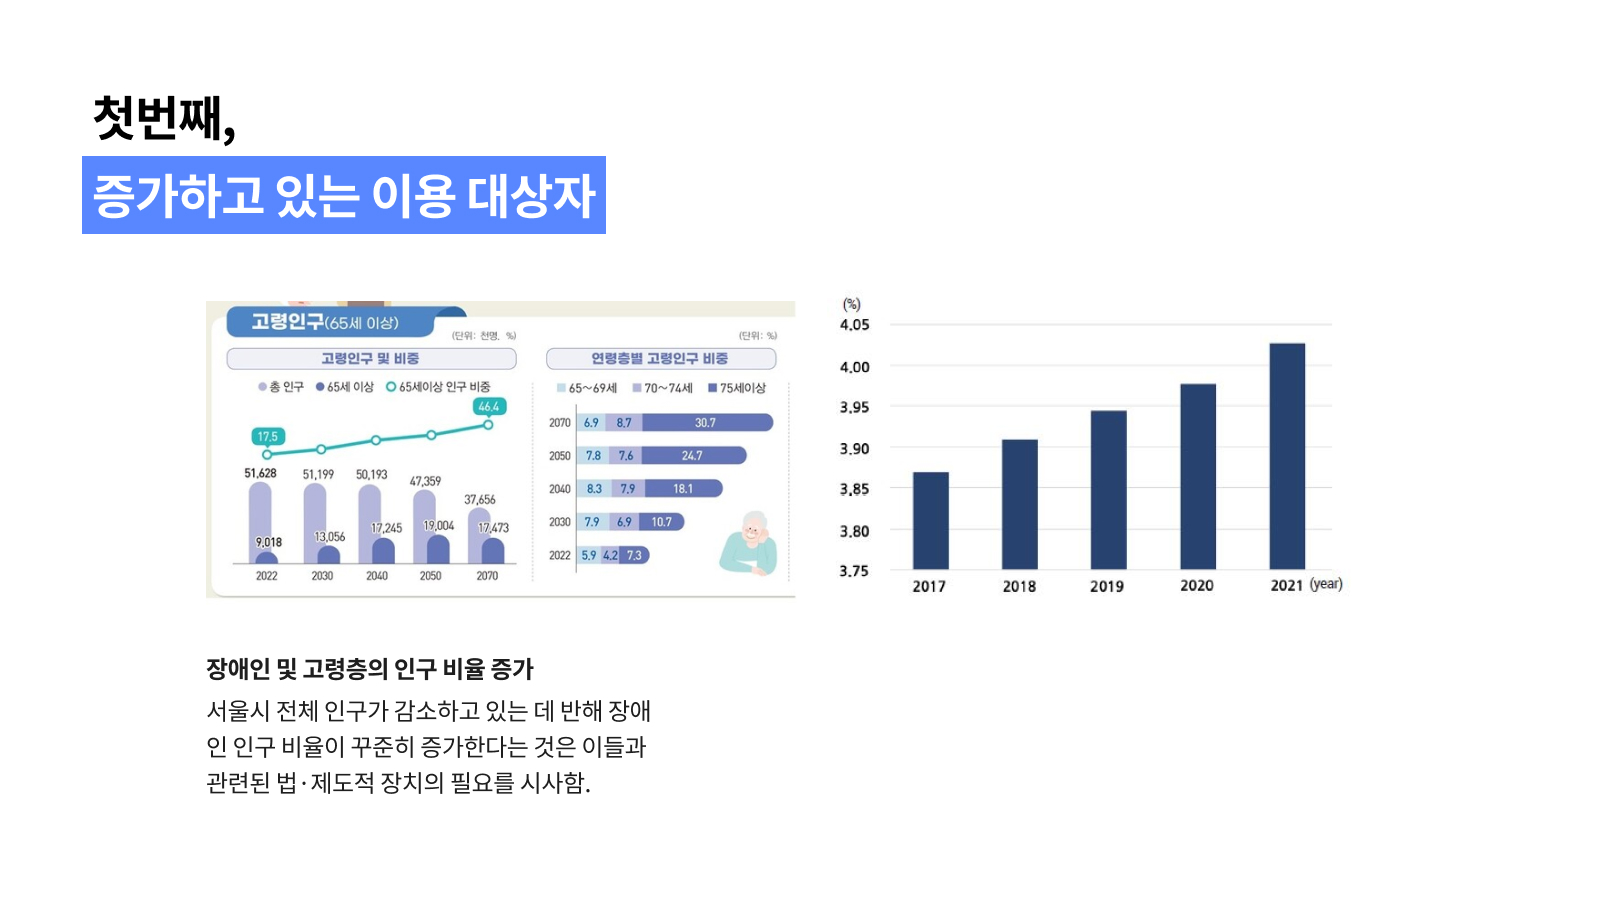 첫번째,
증가하고 있는 이용 대상자
고령인구(65세 이상)
(단위: 천명, %)
고령인구 및 비중
총 인구 65세 이상 65세이상 인구 비중
46.4
17.5
51,628 51,199 50,193 47,359 37,656
9,018 13,056 17,245 19,004 17,473
2022 2030 2040 2050 2070
(단위: %)
연령층별 고령인구 비중
65~69세 70~74세 75세이상
2070 6.9 8.7 30.7
2050 7.8 7.6 24.7
2040 8.3 7.9 18.1
2030 7.9 6.9 10.7
2022 5.9 4.2 7.3
(%)
4.05
4.00
3.95
3.90
3.85
3.80
3.75
2017 2018 2019 2020 2021 (year)
장애인 및 고령층의 인구 비율 증가
서울시 전체 인구가 감소하고 있는 데 반해 장애
인 인구 비율이 꾸준히 증가한다는 것은 이들과
관련된 법·제도적 장치의 필요를 시사함.